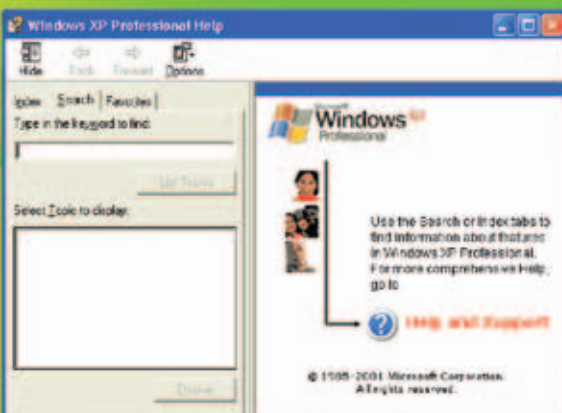 Windows XP Professional Help
Hide Back Forward Options
Index Search Favorites
Type in the keyword to find:
List Topics
Select Topic to display:
Display
Microsoft
Windows xp
Professional
Use the Search or Index tabs to
find information about features
in Windows XP Professional.
For more comprehensive Help,
go to
Help and Support
© 1985-2001 Microsoft Corporation.
All rights reserved.